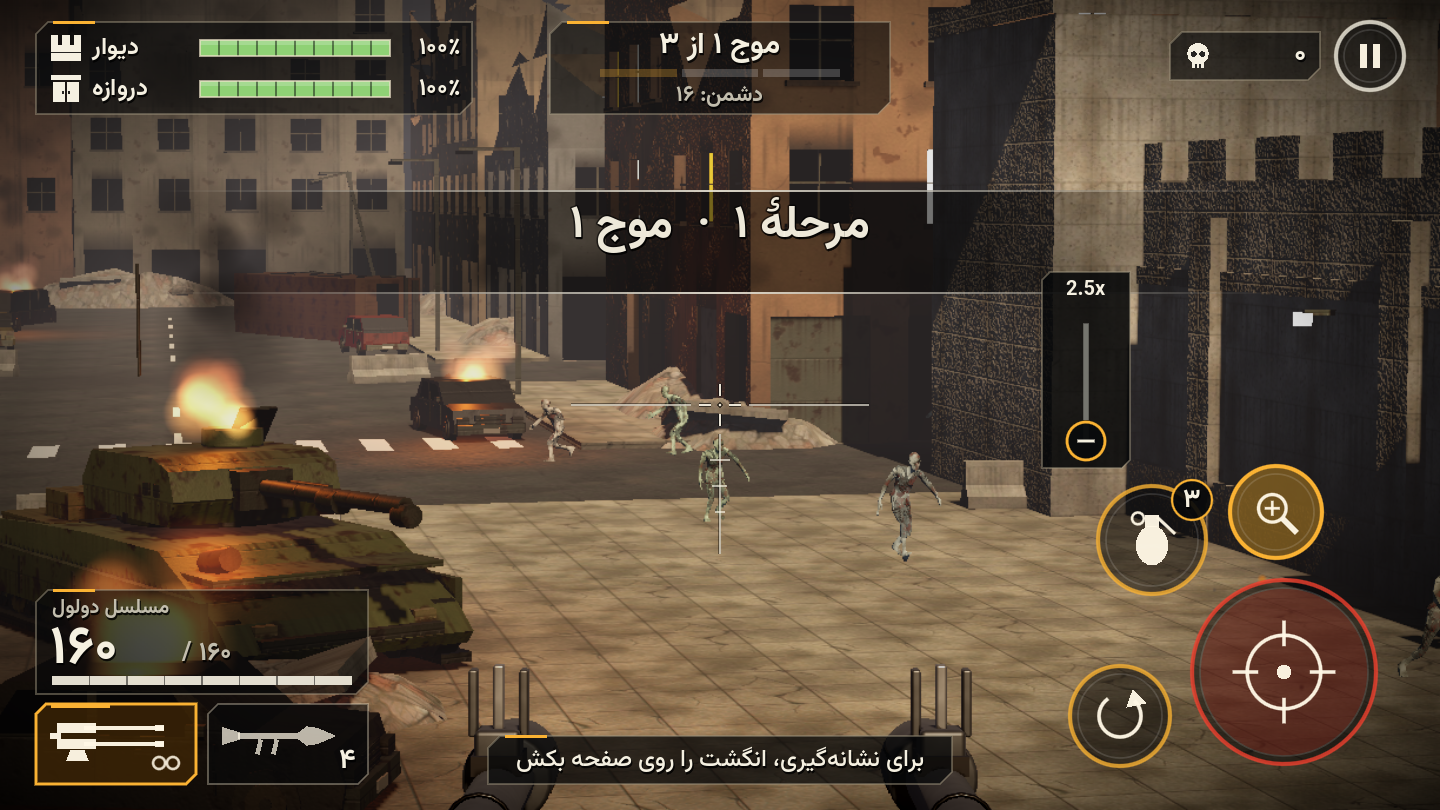 دیوار ۱۰۰٪
دروازه ۱۰۰٪
موج ۱ از ۳
دشمن: ۱۶
۰
مرحلهٔ ۱ · موج ۱
2.5x
۳
مسلسل دولول
۱۶۰ / ۱۶۰
∞
۴
برای نشانه‌گیری، انگشت را روی صفحه بکش